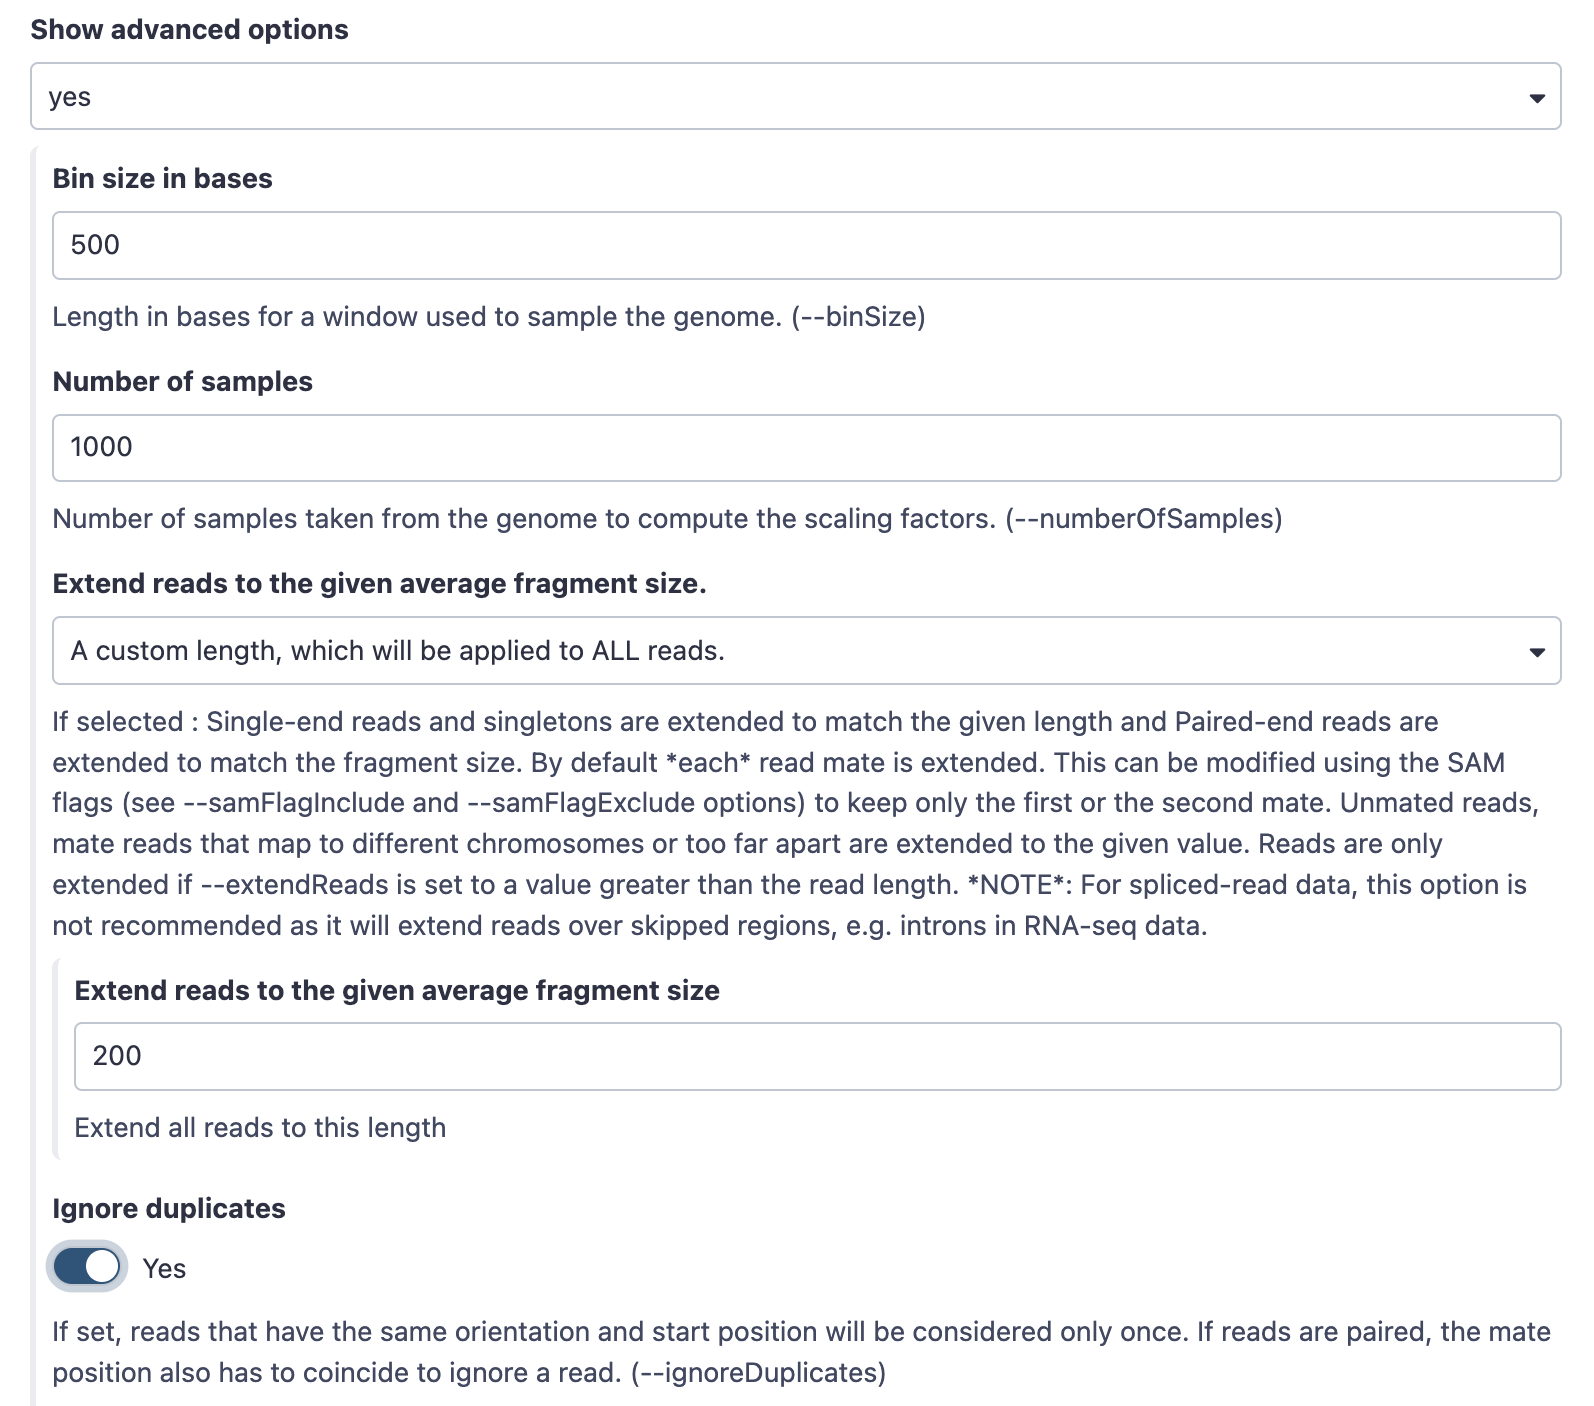 Show advanced options
yes
Bin size in bases
500
Length in bases for a window used to sample the genome. (--binSize)
Number of samples
1000
Number of samples taken from the genome to compute the scaling factors. (--numberOfSamples)
Extend reads to the given average fragment size.
A custom length, which will be applied to ALL reads.
If selected : Single-end reads and singletons are extended to match the given length and Paired-end reads are
extended to match the fragment size. By default *each* read mate is extended. This can be modified using the SAM
flags (see --samFlagInclude and --samFlagExclude options) to keep only the first or the second mate. Unmated reads,
mate reads that map to different chromosomes or too far apart are extended to the given value. Reads are only
extended if --extendReads is set to a value greater than the read length. *NOTE*: For spliced-read data, this option is
not recommended as it will extend reads over skipped regions, e.g. introns in RNA-seq data.
Extend reads to the given average fragment size
200
Extend all reads to this length
Ignore duplicates
Yes
If set, reads that have the same orientation and start position will be considered only once. If reads are paired, the mate
position also has to coincide to ignore a read. (--ignoreDuplicates)